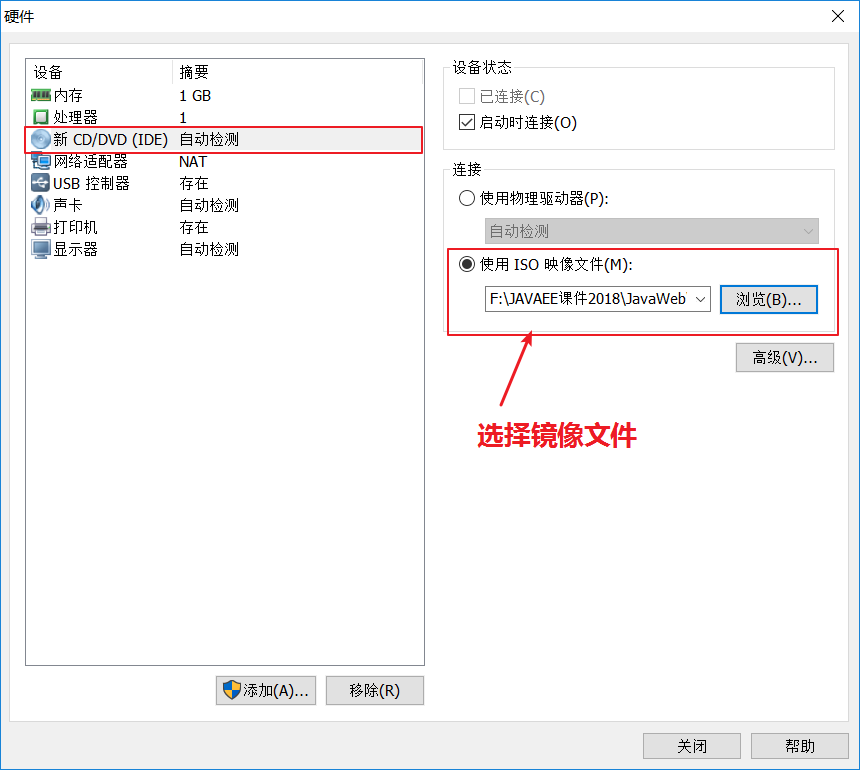 硬件
设备 摘要
内存 1 GB
处理器 1
新 CD/DVD (IDE) 自动检测
网络适配器 NAT
USB 控制器 存在
声卡 自动检测
打印机 存在
显示器 自动检测
添加(A)... 移除(R)
设备状态
已连接(C)
启动时连接(O)
连接
使用物理驱动器(P):
自动检测
使用 ISO 映像文件(M):
F:\JAVAEE课件2018\JavaWeb 浏览(B)...
高级(V)...
选择镜像文件
关闭 帮助